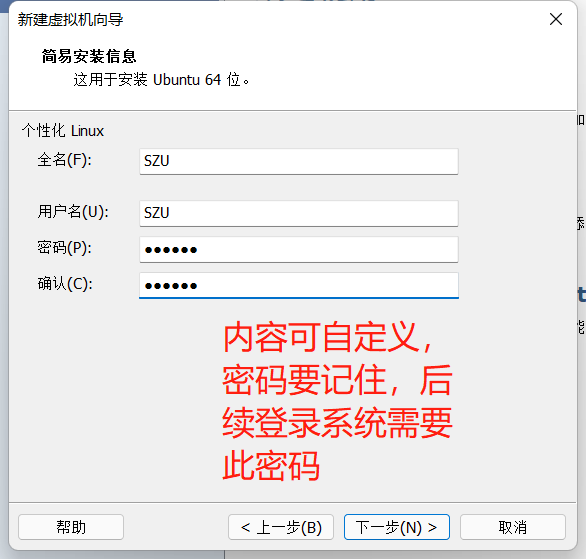 新建虚拟机向导
简易安装信息
这用于安装 Ubuntu 64 位。
个性化 Linux
全名(F): SZU
用户名(U): SZU
密码(P): ●●●●●●
确认(C): ●●●●●●
内容可自定义，
密码要记住，后
续登录系统需要
此密码
帮助 < 上一步(B) 下一步(N) > 取消